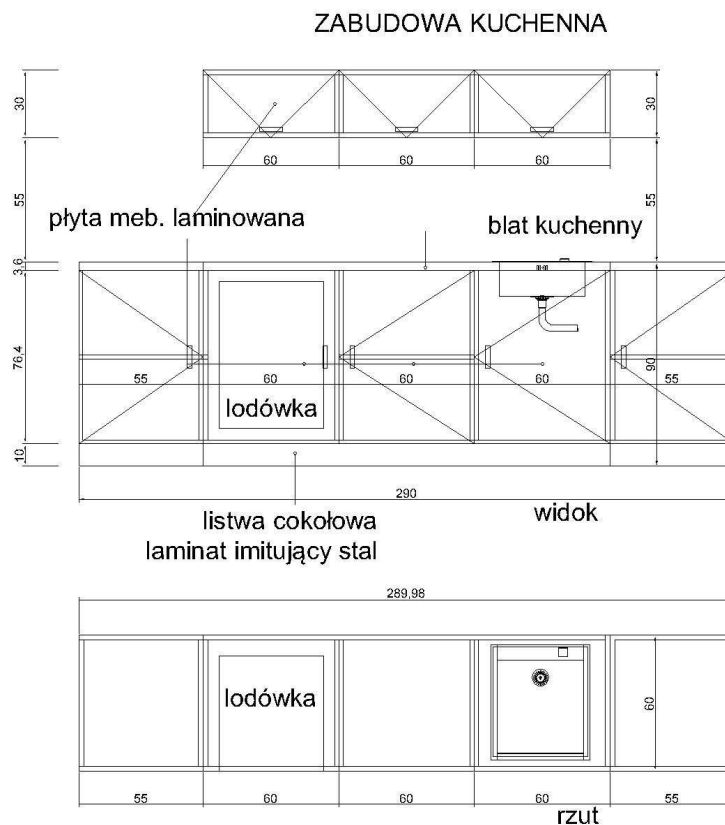 ZABUDOWA KUCHENNA
30
30
60
60
60
55
55
płyta meb. laminowana
blat kuchenny
3,6
76,4
90
55
60
60
60
55
lodówka
10
290
listwa cokołowa
laminat imitujący stal
widok
289,98
lodówka
60
55
60
60
60
55
rzut